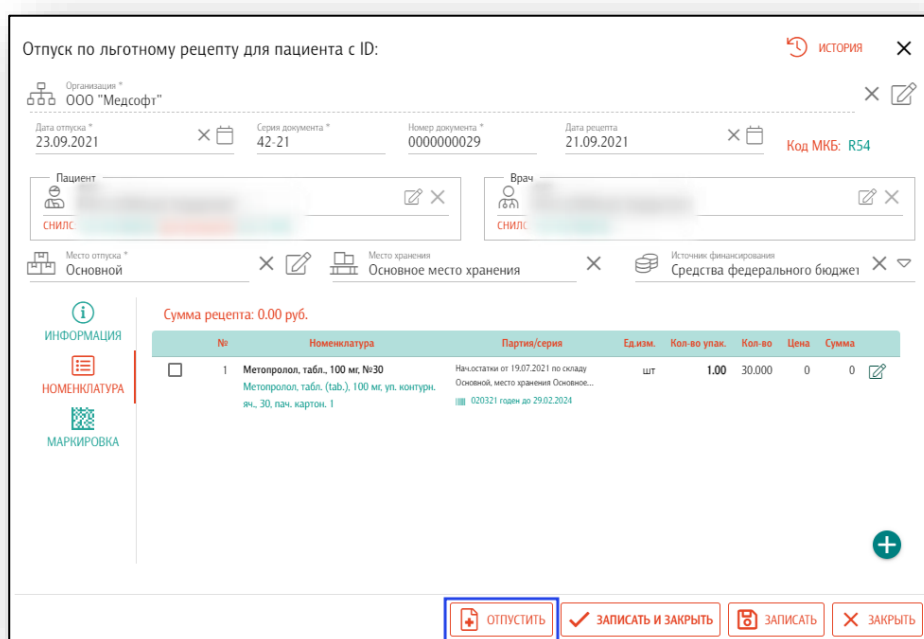 Отпуск по льготному рецепту для пациента с ID:
ИСТОРИЯ
Организация *
ООО "Медсофт"
Дата отпуска *
23.09.2021
Серия документа *
42-21
Номер документа *
0000000029
Дата рецепта
21.09.2021
Код МКБ: R54
Пациент
СНИЛС
Врач
СНИЛС
Место отпуска *
Основной
Место хранения
Основное место хранения
Источник финансирования
Средства федерального бюджет
ИНФОРМАЦИЯ
НОМЕНКЛАТУРА
МАРКИРОВКА
Сумма рецепта: 0.00 руб.
№ Номенклатура Партия/серия Ед.изм. Кол-во упак. Кол-во Цена Сумма
1 Метопролол, табл., 100 мг, №30
Метопролол, табл. (tab.), 100 мг, уп. контурн.
яч., 30, пач. картон. 1
Нач.остатки от 19.07.2021 по складу
Основной, место хранения Основное...
020321 годен до 29.02.2024
шт 1.00 30.000 0 0
ОТПУСТИТЬ
ЗАПИСАТЬ И ЗАКРЫТЬ
ЗАПИСАТЬ
ЗАКРЫТЬ